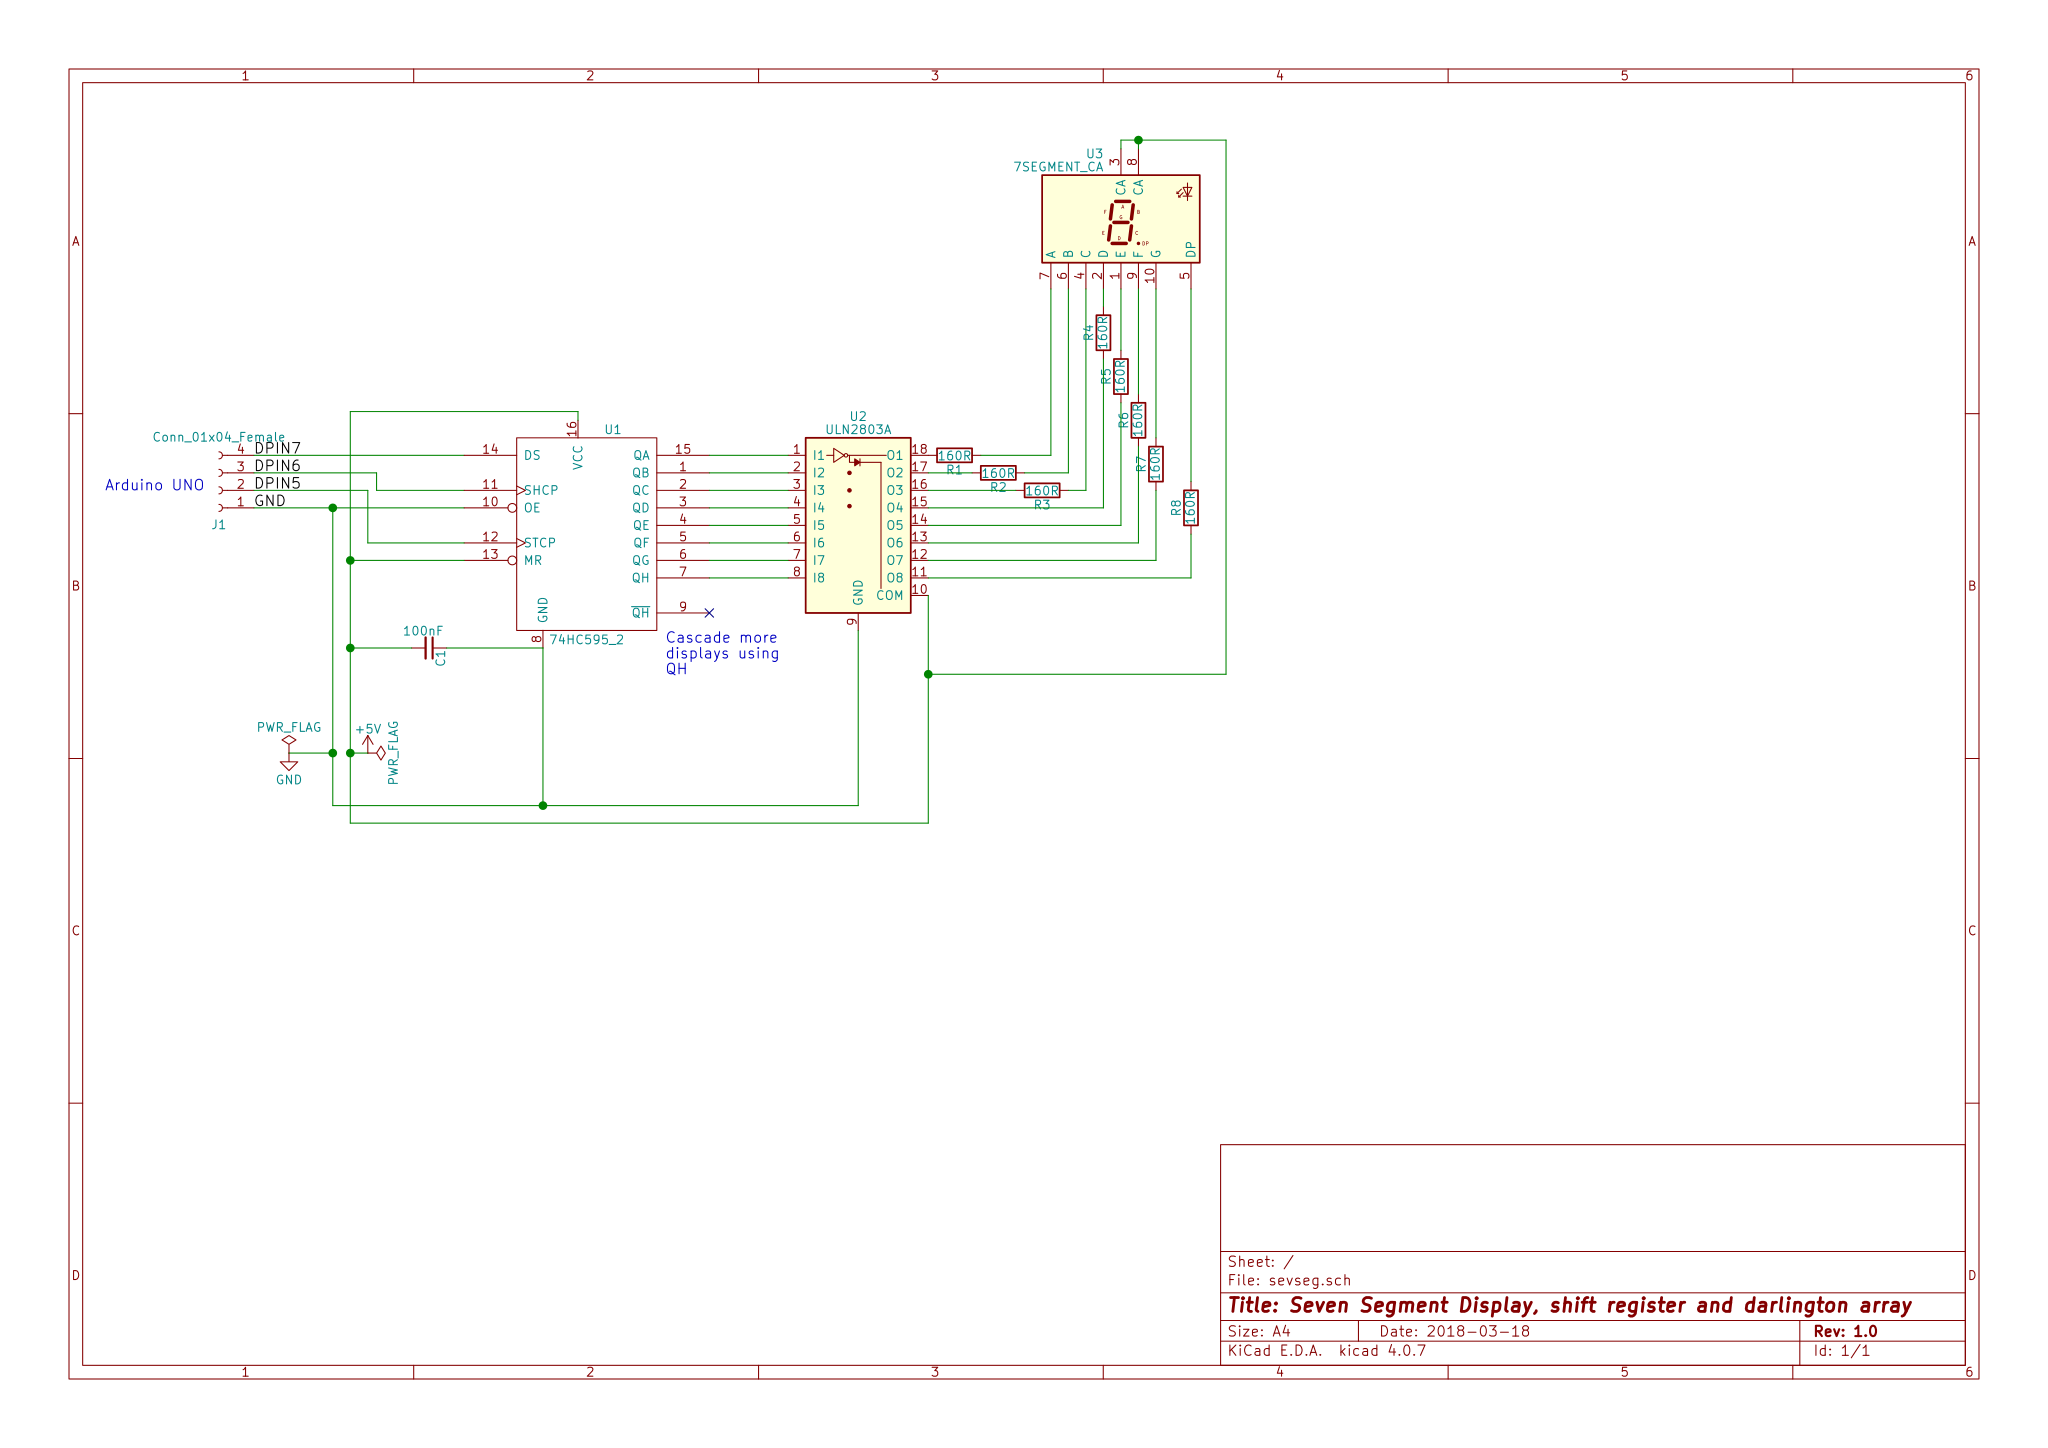 1 2 3 4 5 6
A A
B B
C C
D D
U3
7SEGMENT_CA
3 8
CA CA
A
F B
G
E C
D
DP
A B C D E F G DP
7 6 4 2 1 9 10 5
R4 160R
R5 160R
R6 160R
R7 160R
R8 160R
Conn_01x04_Female
4 DPIN7
3 DPIN6
2 DPIN5
1 GND
Arduino UNO
J1
U1
16
VCC
14 DS QA 15
QB 1
11 SHCP QC 2
10 OE QD 3
QE 4
12 STCP QF 5
13 MR QG 6
QH 7
QH 9
GND
8
74HC595_2
U2
ULN2803A
1 I1 O1 18
2 I2 O2 17
3 I3 O3 16
4 I4 O4 15
5 I5 O5 14
6 I6 O6 13
7 I7 O7 12
8 I8 O8 11
COM 10
GND
9
160R
R1
160R
R2
160R
R3
Cascade more
displays using
QH
100nF
C1
PWR_FLAG
GND
+5V
PWR_FLAG
Sheet: /
File: sevseg.sch
Title: Seven Segment Display, shift register and darlington array
Size: A4 Date: 2018-03-18 Rev: 1.0
KiCad E.D.A. kicad 4.0.7 Id: 1/1
1 2 3 4 5 6